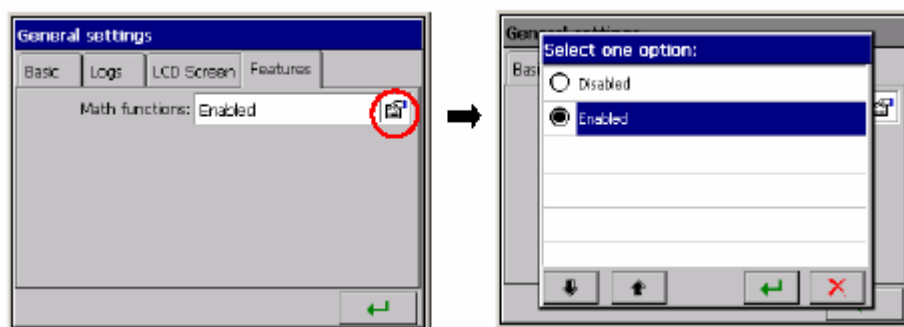 General settings
Basic
Logs
LCD Screen
Features
Math functions: Enabled
Select one option:
Disabled
Enabled